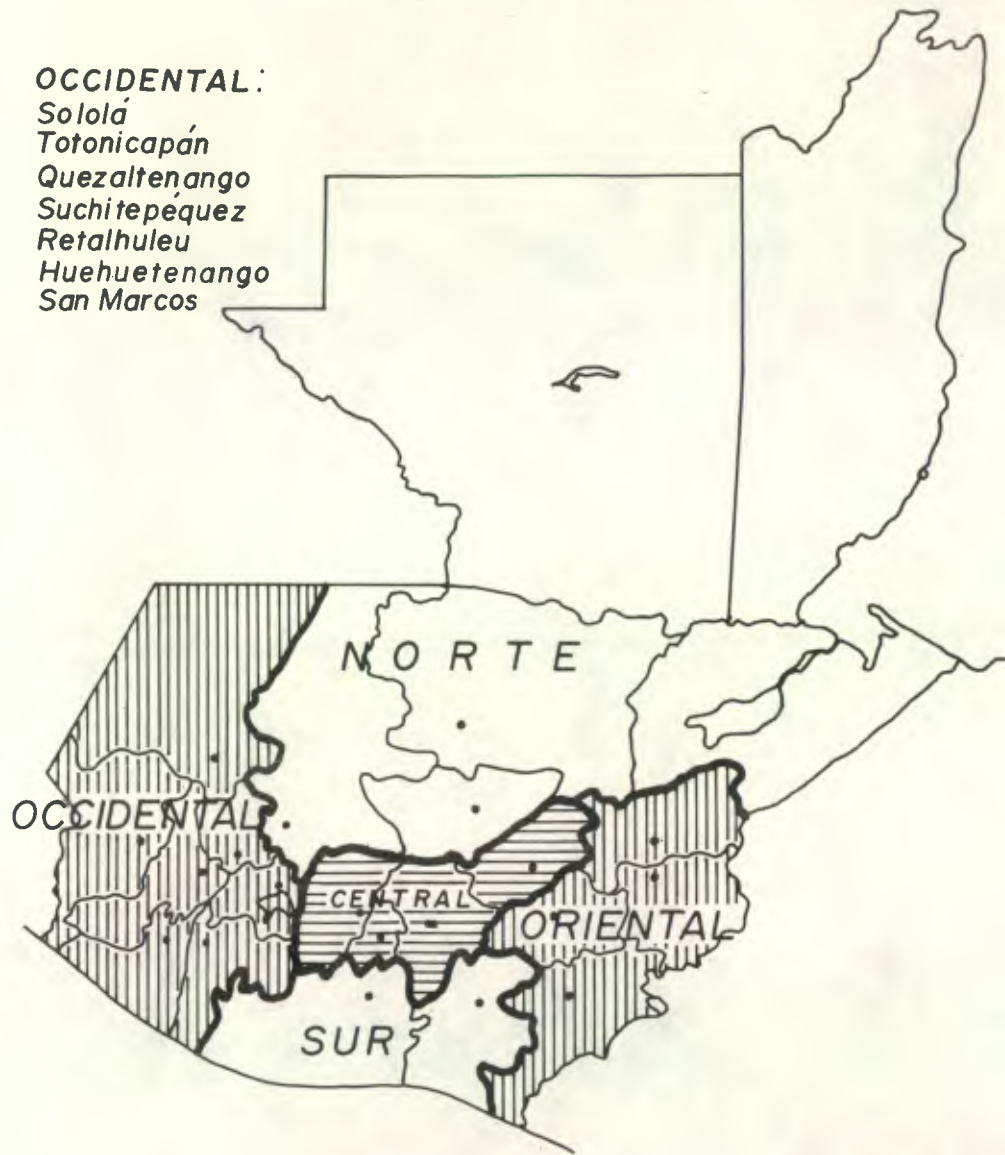 OCCIDENTAL:
Sololá
Totonicapán
Quezaltenango
Suchitepéquez
Retalhuleu
Huehuetenango
San Marcos
NORTE
OCCIDENTAL
CENTRAL
ORIENTAL
SUR